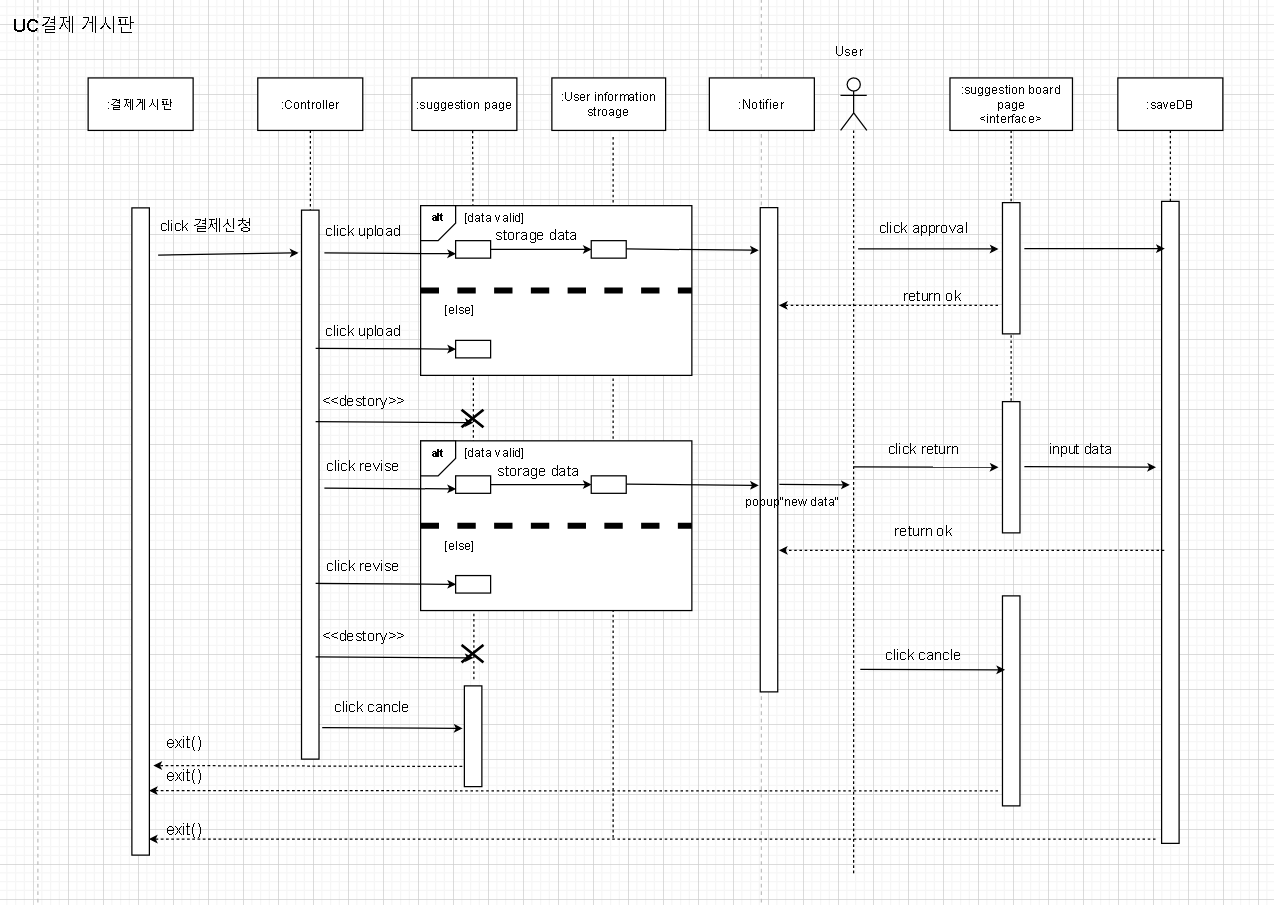 UC결제 게시판
User
:결제게시판
:Controller
:suggestion page
:User information
stroage
:Notifier
:suggestion board
page
<interface>
:saveDB
alt
[data valid]
click 결제신청
click upload
storage data
click approval
return ok
[else]
click upload
<<destory>>
alt
[data valid]
click revise
storage data
click return
input data
popup"new data"
return ok
[else]
click revise
<<destory>>
click cancle
click cancle
exit()
exit()
exit()